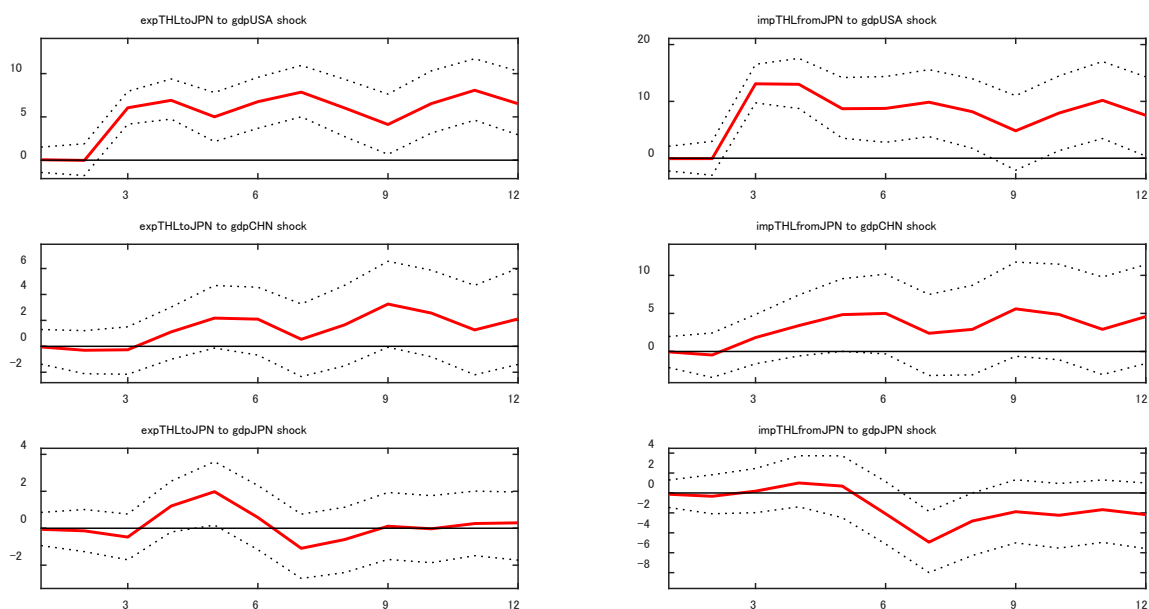 expTHLtoJPN to gdpUSA shock
10
5
0
3 6 9 12
impTHLfromJPN to gdpUSA shock
20
10
0
3 6 9 12
expTHLtoJPN to gdpCHN shock
6
4
2
0
-2
3 6 9 12
impTHLfromJPN to gdpCHN shock
10
5
0
3 6 9 12
expTHLtoJPN to gdpJPN shock
4
2
0
-2
3 6 9 12
impTHLfromJPN to gdpJPN shock
4
2
0
-2
-4
-6
-8
3 6 9 12